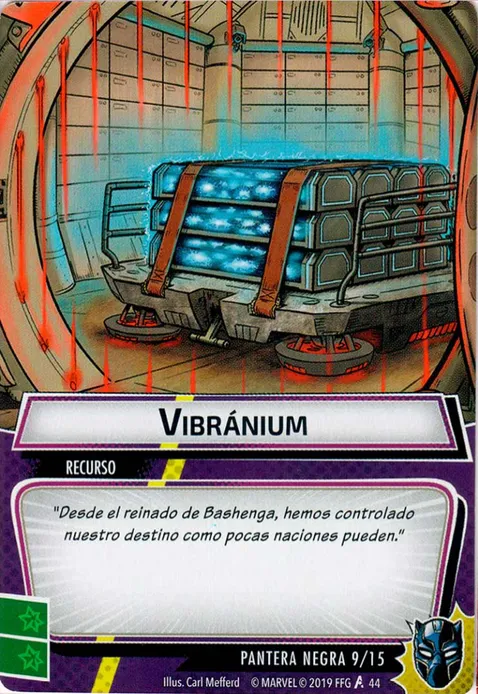 VIBRÁNIUM
RECURSO
"Desde el reinado de Bashenga, hemos controlado
nuestro destino como pocas naciones pueden."
PANTERA NEGRA 9/15
Illus. Carl Mefferd © MARVEL © 2019 FFG 44